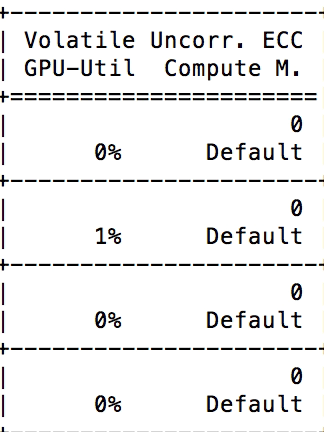 Volatile Uncorr. ECC
GPU-Util Compute M.
0
0% Default
0
1% Default
0
0% Default
0
0% Default